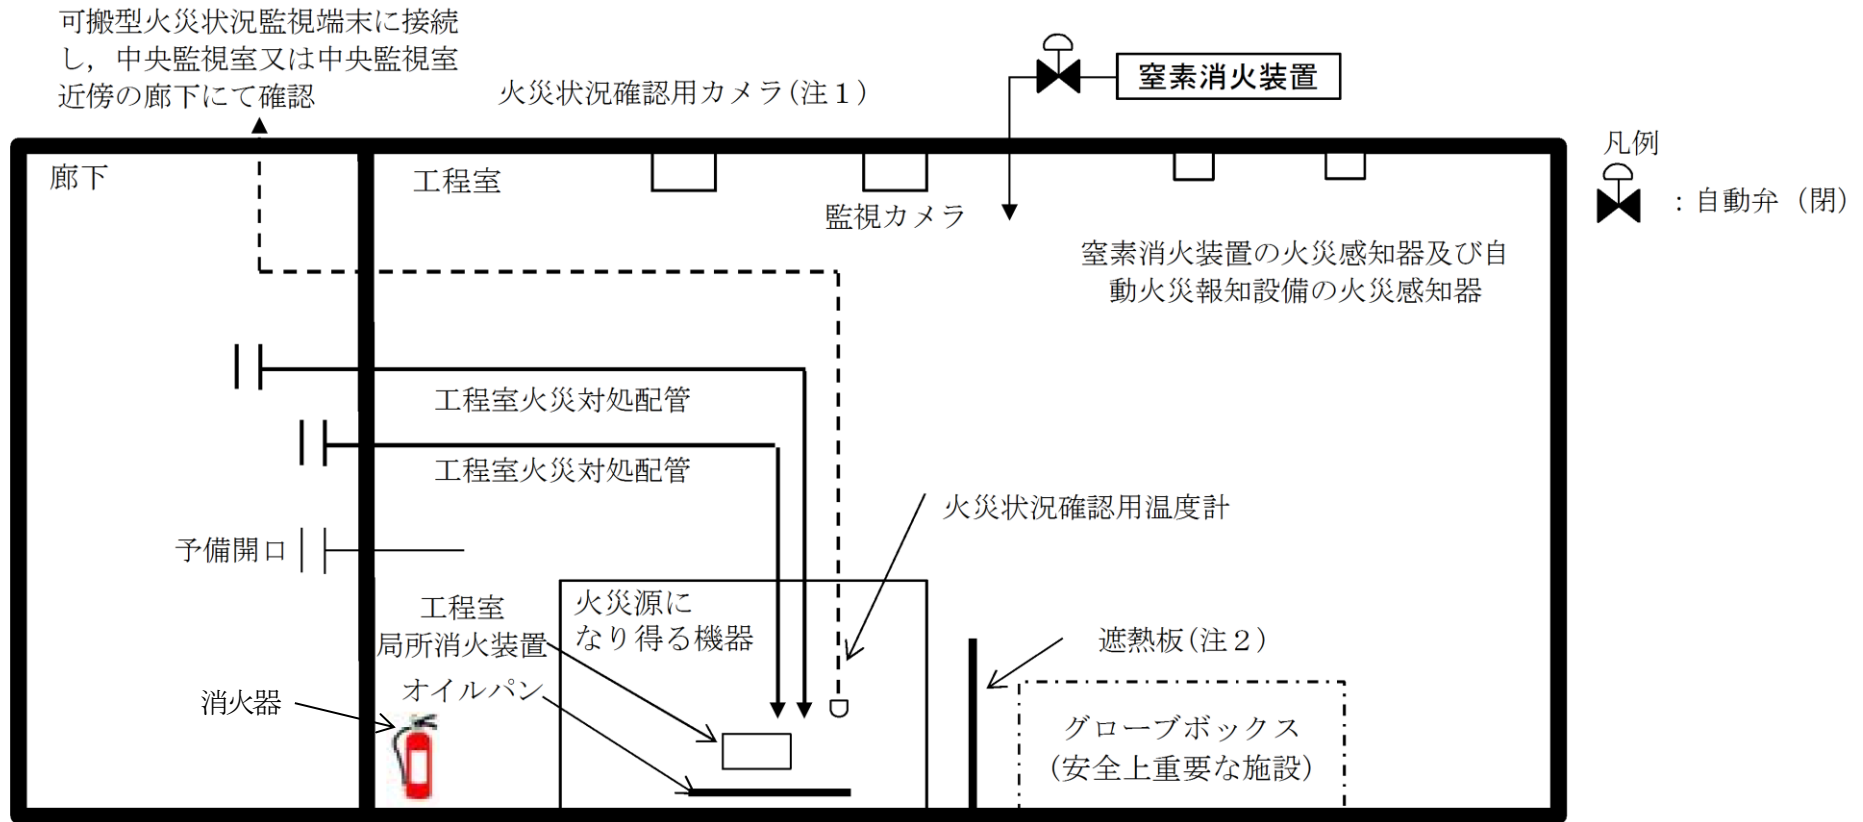 可搬型火災状況監視端末に接続
し，中央監視室又は中央監視室
近傍の廊下にて確認
火災状況確認用カメラ(注１)
窒素消火装置
凡例
：自動弁（閉）
廊下
工程室
監視カメラ
窒素消火装置の火災感知器及び自
動火災報知設備の火災感知器
工程室火災対処配管
工程室火災対処配管
火災状況確認用温度計
予備開口
工程室
局所消火装置
火災源に
なり得る機器
遮熱板(注２)
オイルパン
消火器
グローブボックス
(安全上重要な施設)